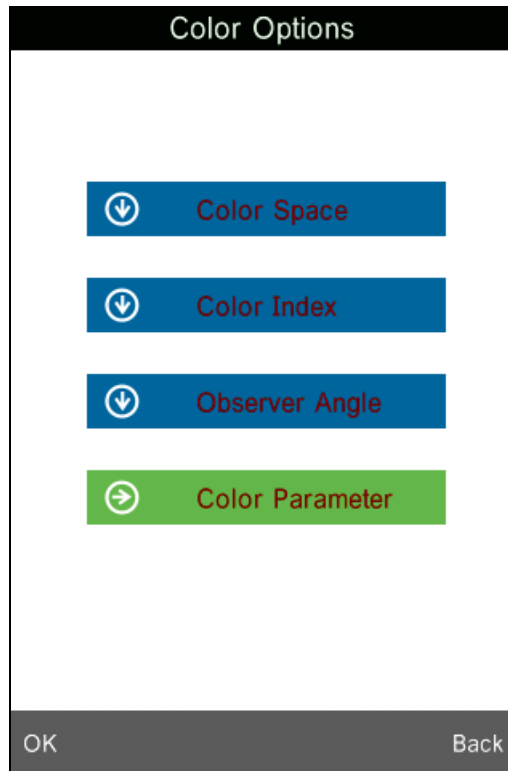 Color Options
Color Space
Color Index
Observer Angle
Color Parameter
OK Back